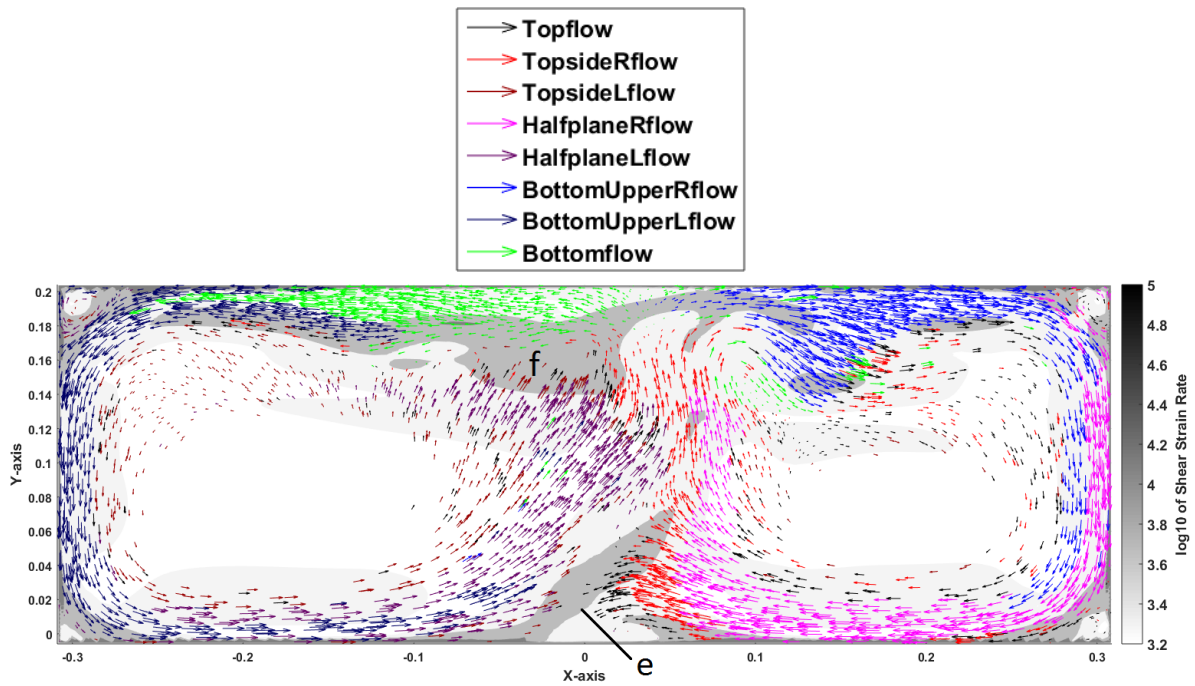 Topflow
TopsideRflow
TopsideLflow
HalfplaneRflow
HalfplaneLflow
BottomUpperRflow
BottomUpperLflow
Bottomflow
0.2
0.18
0.16
0.14
0.12
0.1
0.08
0.06
0.04
0.02
0
Y-axis
f
e
-0.3
-0.2
-0.1
0
0.1
0.2
0.3
X-axis
5
4.8
4.6
4.4
4.2
4
3.8
3.6
3.4
3.2
log10 of Shear Strain Rate